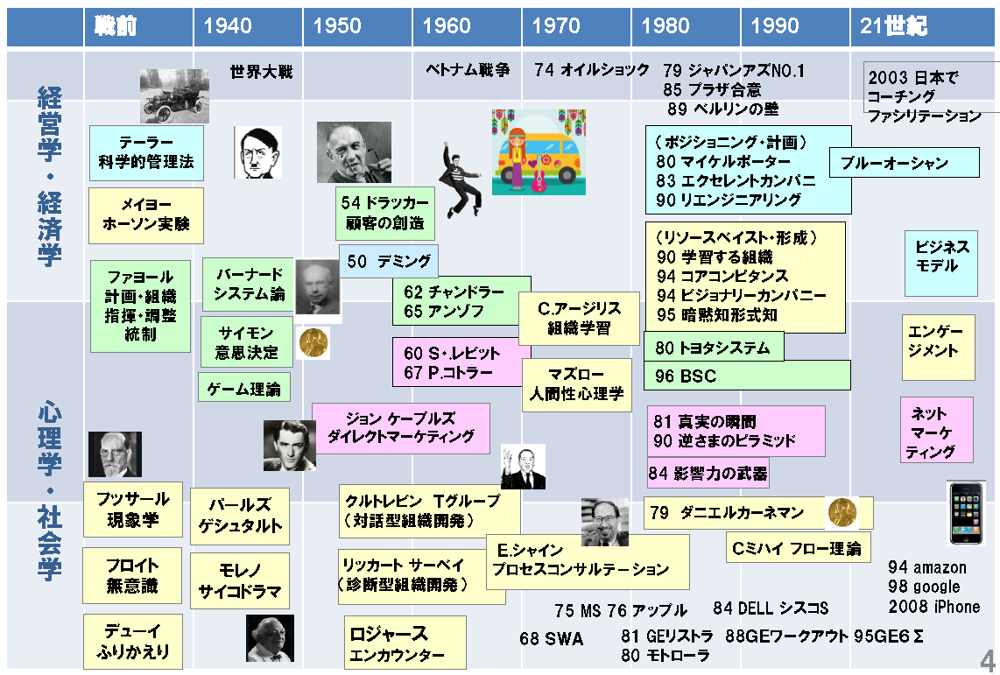 戦前
1940
1950
1960
1970
1980
1990
21世紀
経営学・経済学
心理学・社会学
世界大戦
ベトナム戦争
74 オイルショック
79 ジャパンアズNO.1
85 プラザ合意
89 ベルリンの壁
2003 日本で
コーチング
ファシリテーション
テーラー
科学的管理法
メイヨー
ホーソン実験
ファヨール
計画・組織
指揮・調整
統制
バーナード
システム論
サイモン
意思決定
ゲーム理論
54 ドラッカー
顧客の創造
50 デミング
62 チャンドラー
65 アンゾフ
60 S・.レビット
67 P.コトラー
C.アージリス
組織学習
マズロー
人間性心理学
(ポジショニング・計画)
80 マイケルポーター
83 エクセレントカンパニ
90 リエンジニアリング
ブルーオーシャン
(リソースベイスト・形成)
90 学習する組織
94 コアコンピタンス
94 ビジョナリーカンパニー
95 暗黙知形式知
80 トヨタシステム
96 BSC
ビジネス
モデル
エンゲー
ジメント
ネット
マーケ
ティング
ジョン ケープルズ
ダイレクトマーケティング
81 真実の瞬間
90 逆さまのピラミッド
84 影響力の武器
フッサール
現象学
パールズ
ゲシュタルト
クルトレビン Tグループ
(対話型組織開発)
79 ダニエルカーネマン
Cミハイ フロー理論
フロイト
無意識
モレノ
サイコドラマ
リッカート サーベイ
(診断型組織開発)
E.シャイン
プロセスコンサルテーション
デューイ
ふりかえり
ロジャース
エンカウンター
94 amazon
98 google
2008 iPhone
75 MS 76 アップル
84 DELL シスコS
68 SWA
81 GEリストラ
80 モトローラ
88GEワークアウト
95GE6Σ
4